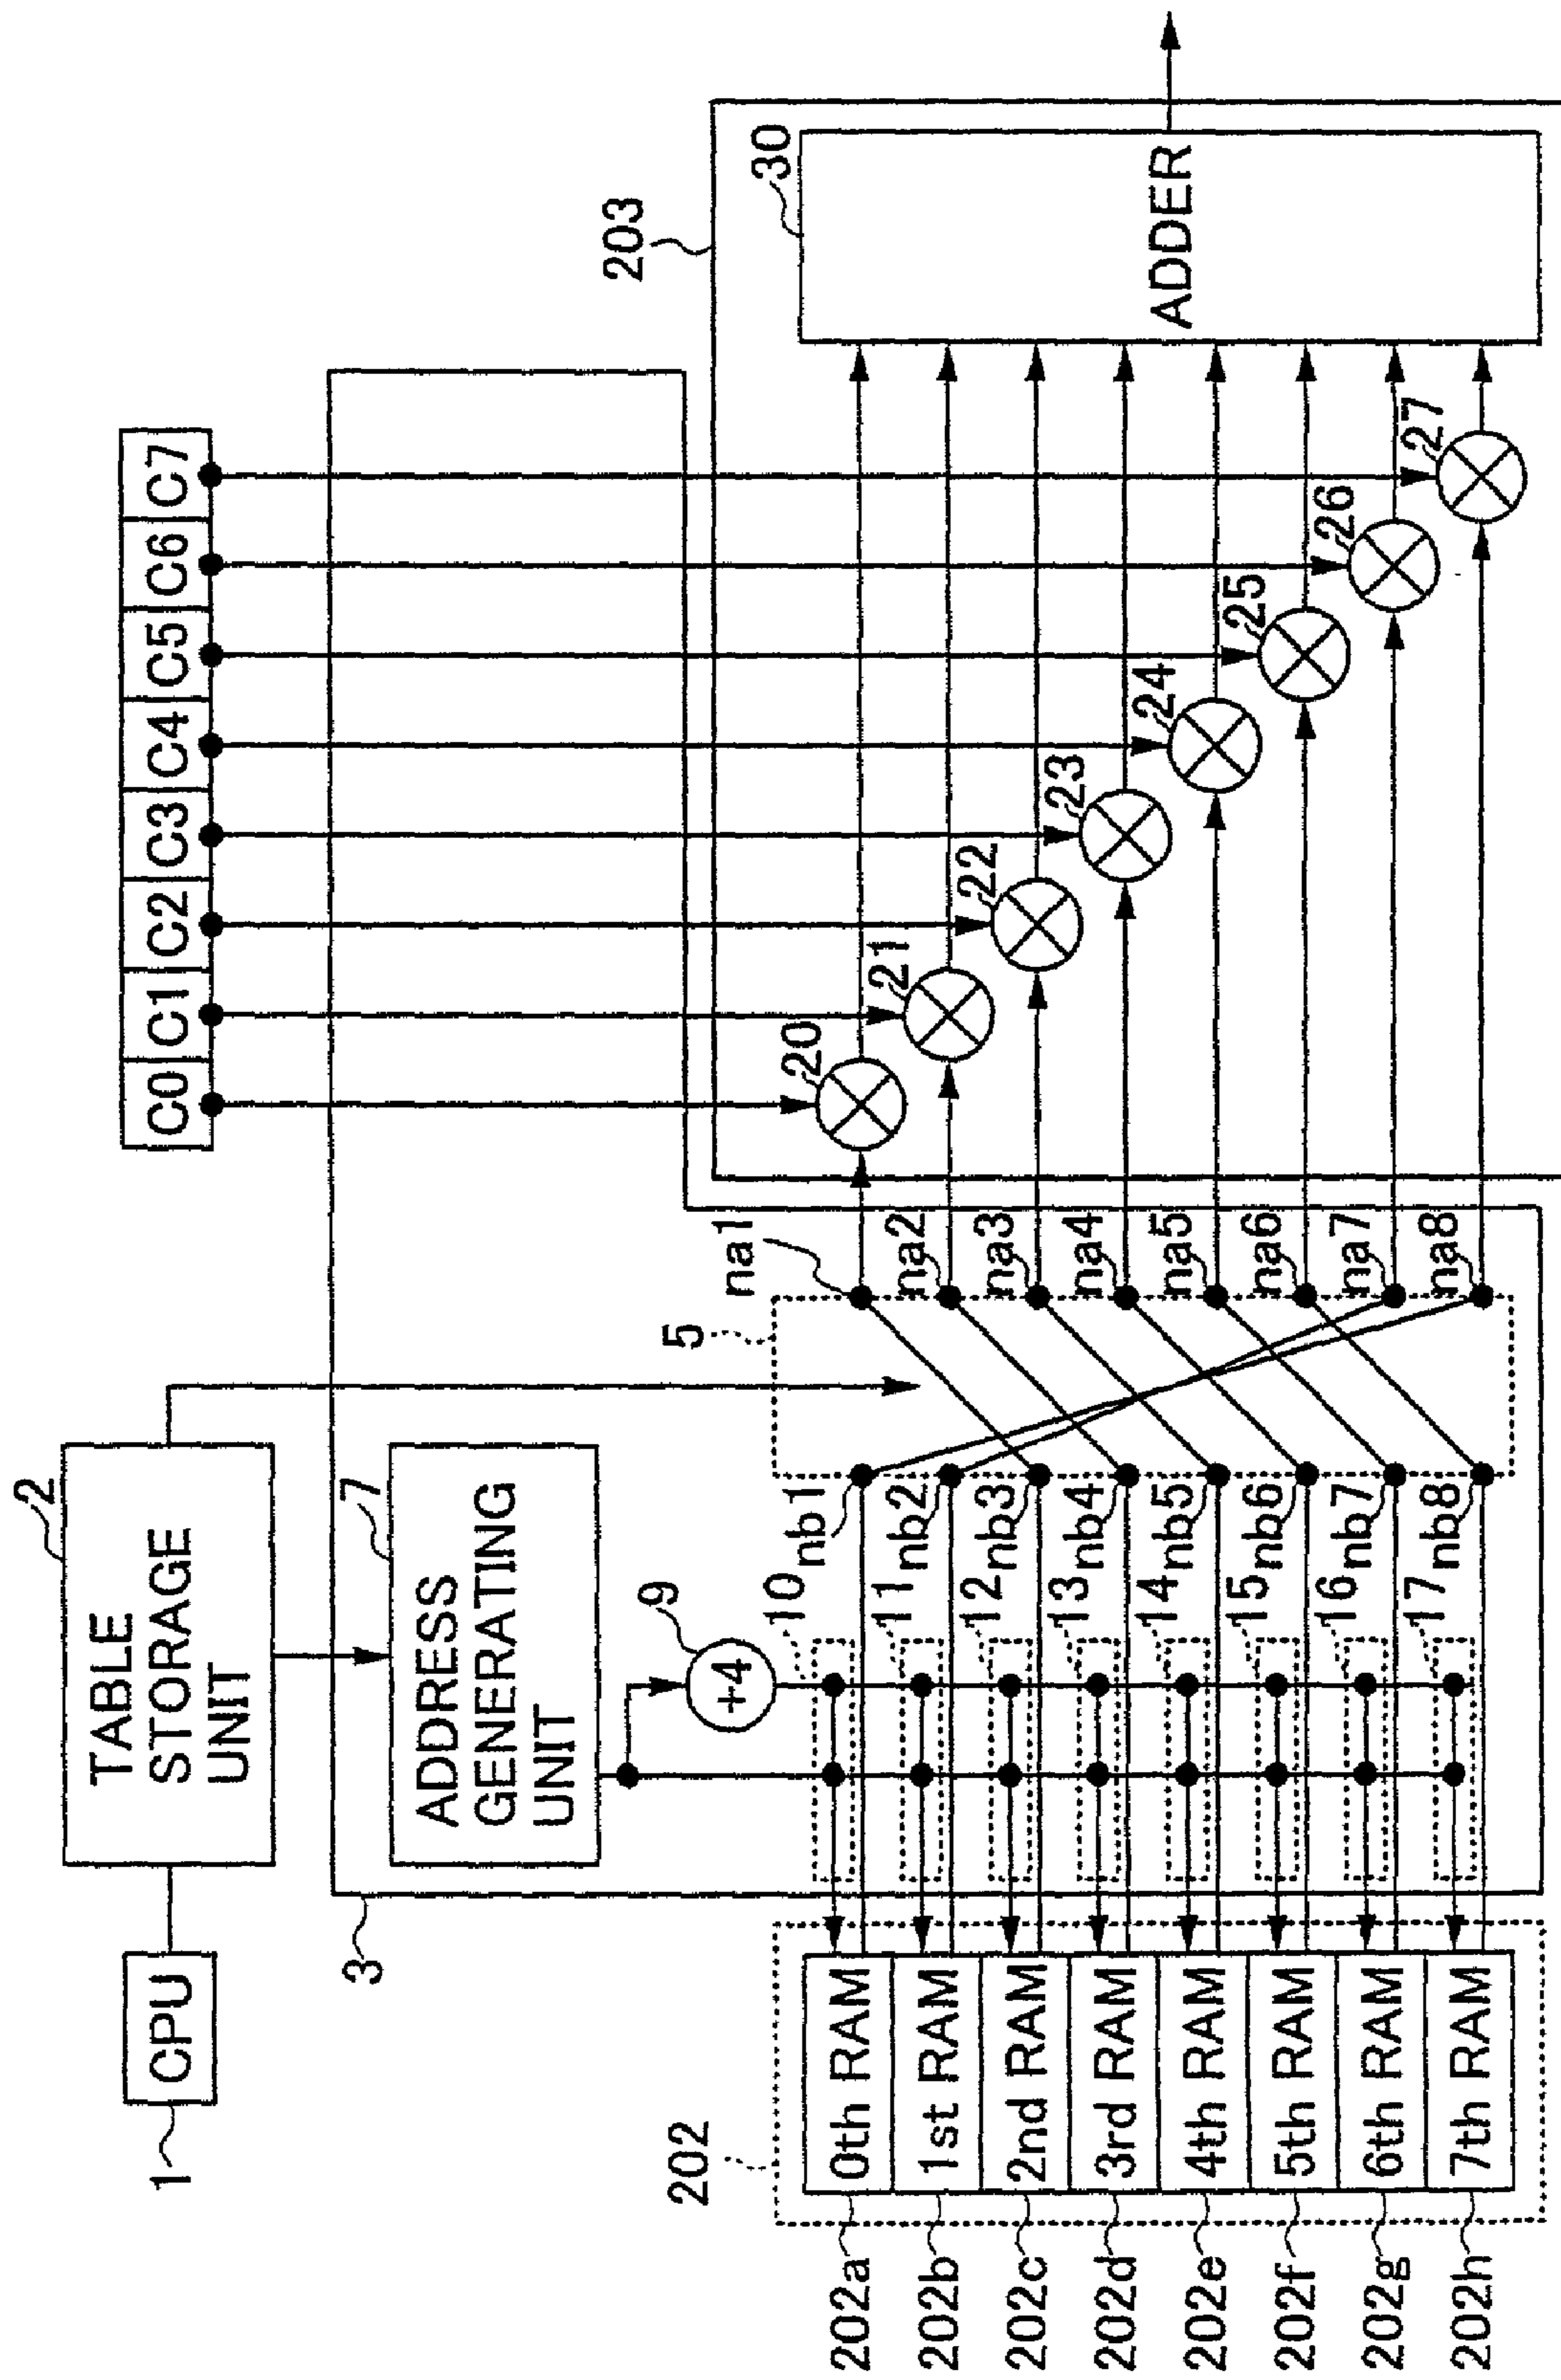 1
CPU
2
TABLE
STORAGE
UNIT
C0
C1
C2
C3
C4
C5
C6
C7
3
7
ADDRESS
GENERATING
UNIT
9
+4
5
203
30
ADDER
202
202a
0th RAM
10
nb1
na1
20
202b
1st RAM
11
nb2
na2
21
202c
2nd RAM
12
nb3
na3
22
202d
3rd RAM
13
nb4
na4
23
202e
4th RAM
14
nb5
na5
24
202f
5th RAM
15
nb6
na6
25
202g
6th RAM
16
nb7
na7
26
202h
7th RAM
17
nb8
na8
27